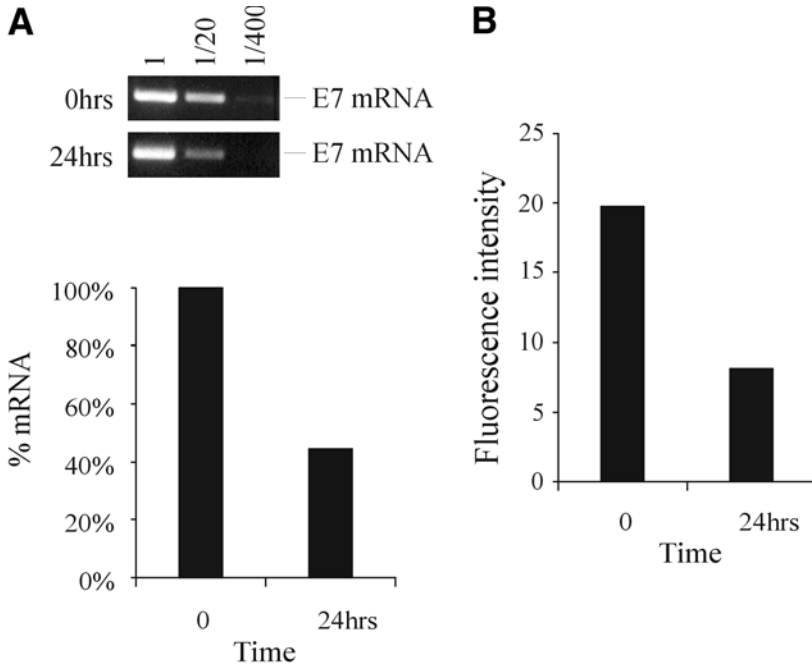 A
1 1/20 1/400
0hrs E7 mRNA
24hrs E7 mRNA
% mRNA
100%
80%
60%
40%
20%
0%
0 24hrs
Time
B
Fluorescence intensity
25
20
15
10
5
0
0 24hrs
Time